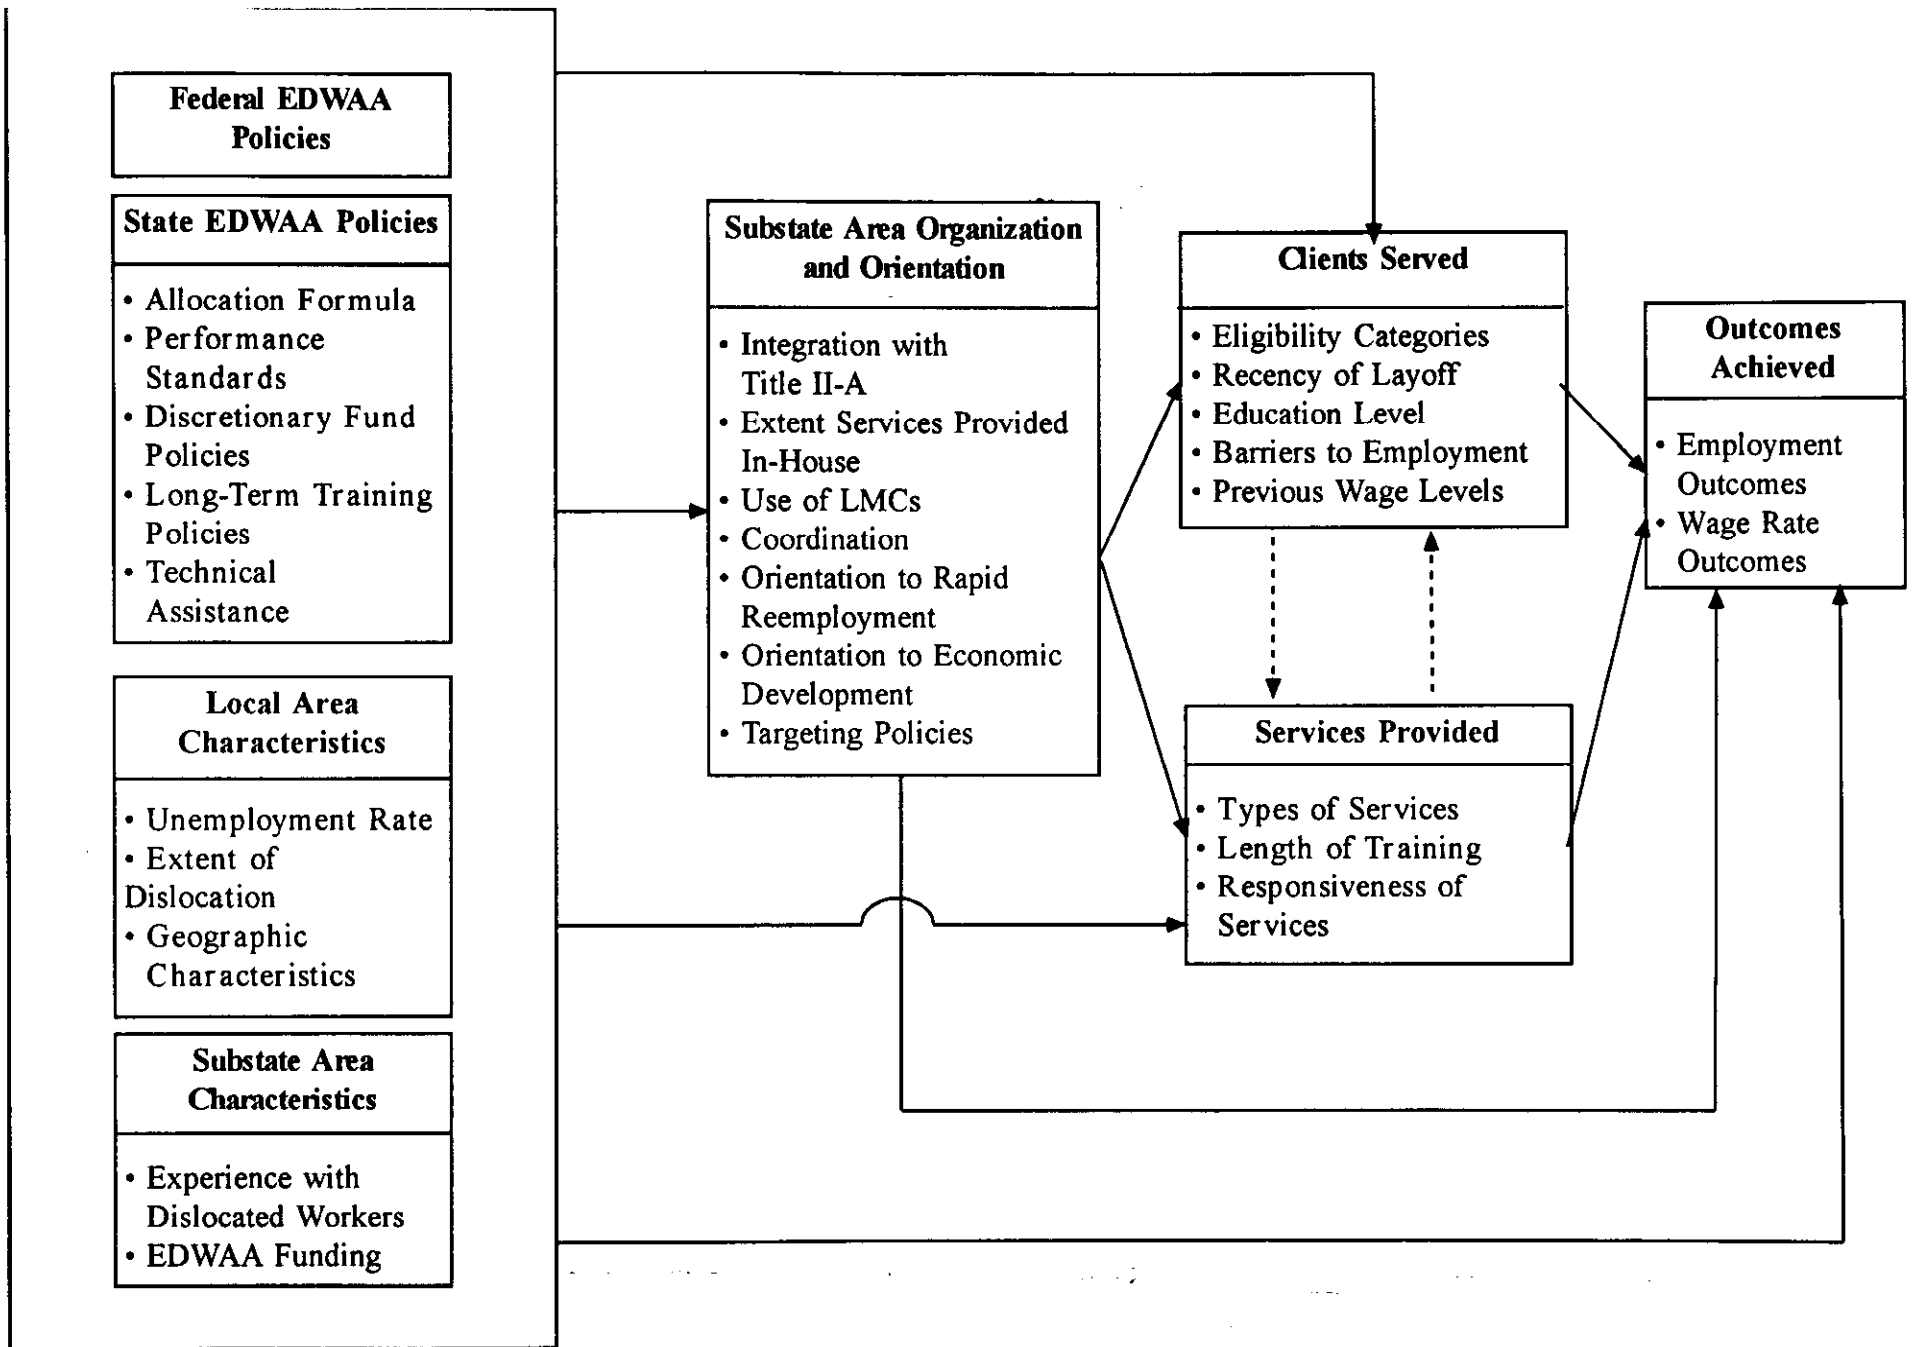 Federal EDWAA
Policies
State EDWAA Policies
• Allocation Formula
• Performance
Standards
• Discretionary Fund
Policies
• Long-Term Training
Policies
• Technical
Assistance
Local Area
Characteristics
• Unemployment Rate
• Extent of
Dislocation
• Geographic
Characteristics
Substate Area
Characteristics
• Experience with
Dislocated Workers
• EDWAA Funding
Substate Area Organization
and Orientation
• Integration with
Title II-A
• Extent Services Provided
In-House
• Use of LMCs
• Coordination
• Orientation to Rapid
Reemployment
• Orientation to Economic
Development
• Targeting Policies
Clients Served
• Eligibility Categories
• Recency of Layoff
• Education Level
• Barriers to Employment
• Previous Wage Levels
Services Provided
• Types of Services
• Length of Training
• Responsiveness of
Services
Outcomes
Achieved
• Employment
Outcomes
• Wage Rate
Outcomes